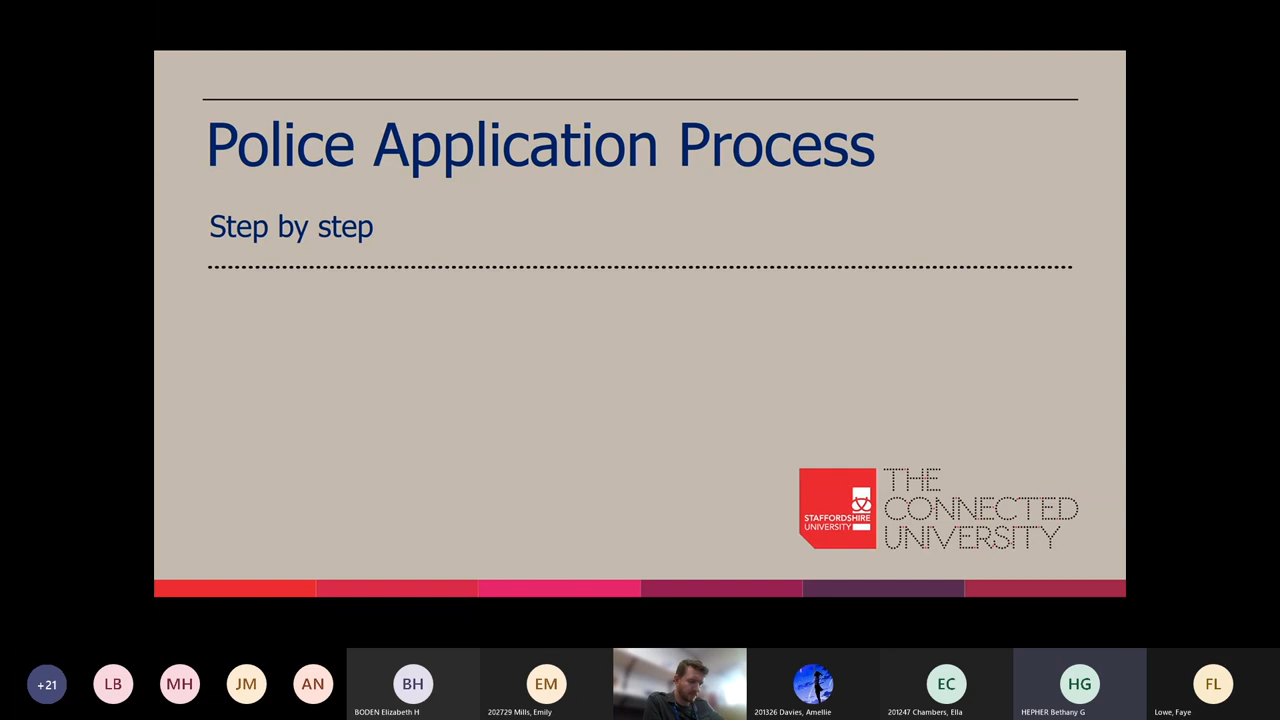 Police Application Process
Step by step
STAFFORDSHIRE
UNIVERSITY
THE
CONNECTED
UNIVERSITY
+21
LB
MH
JM
AN
BH
EM
EC
HG
FL
BODEN Elizabeth H
202729 Mills, Emily
201326 Davies, Amellie
201247 Chambers, Ella
HEPHER Bethany G
Lowe, Faye